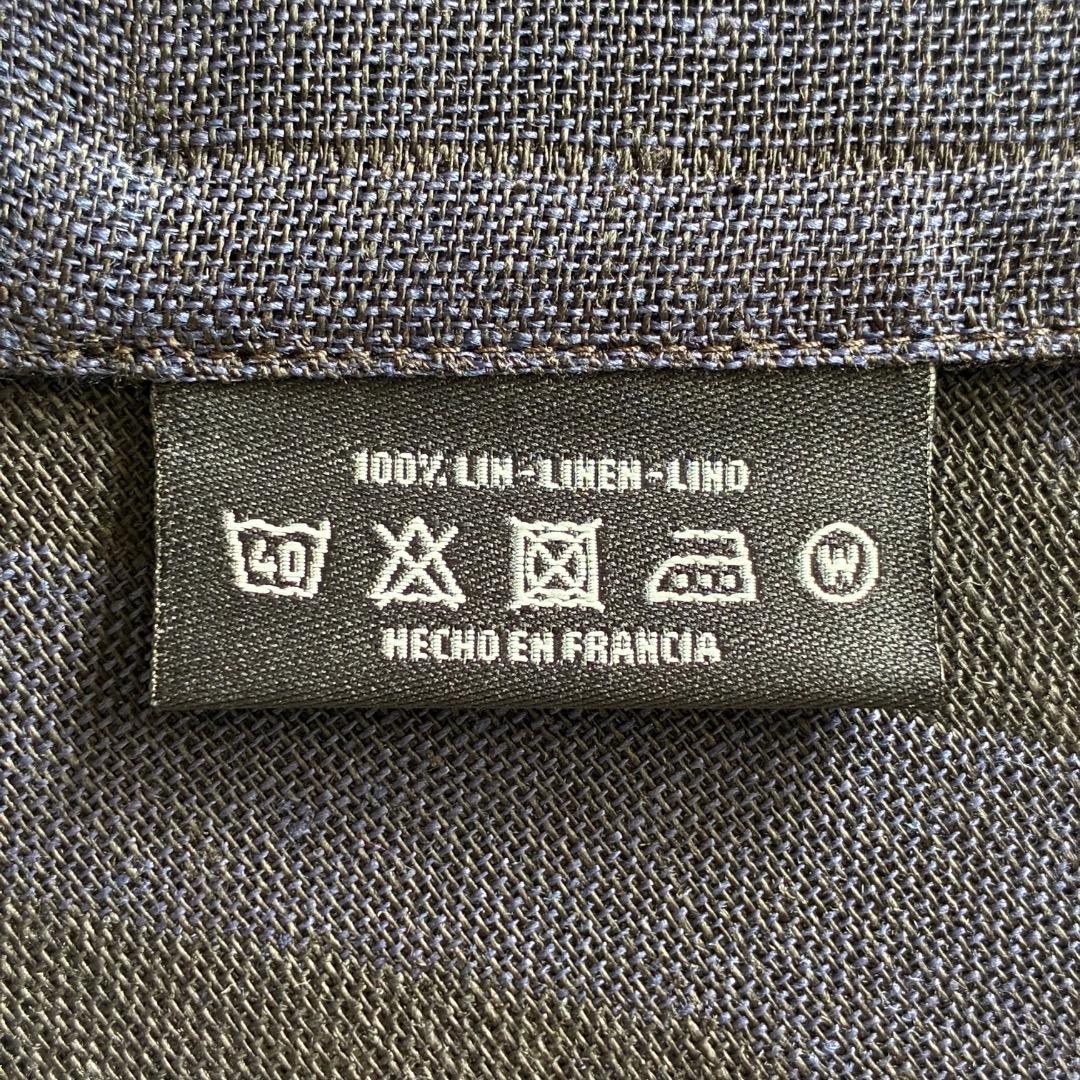 100% LIN-LINEN-LINO
40 W
HECHO EN FRANCIA